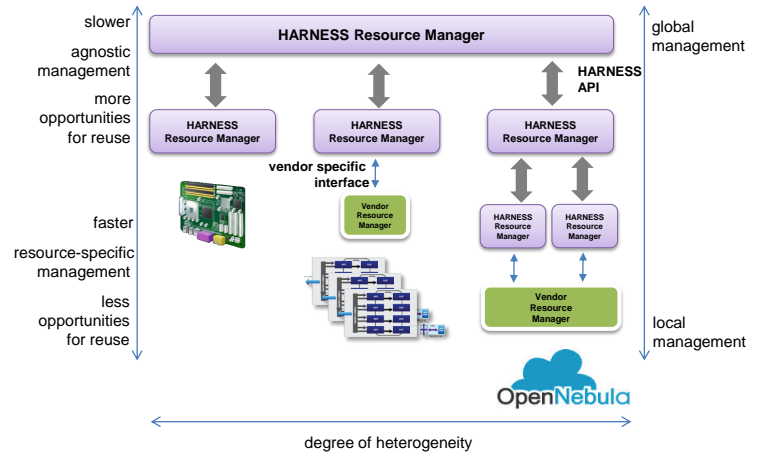 slower
agnostic
management
more
opportunities
for reuse
faster
resource-specific
management
less
opportunities
for reuse
HARNESS Resource Manager
global
management
HARNESS
API
HARNESS
Resource Manager
HARNESS
Resource Manager
HARNESS
Resource Manager
vendor specific
interface
Vendor
Resource
Manager
HARNESS
Resource
Manager
HARNESS
Resource
Manager
Vendor
Resource
Manager
local
management
OpenNebula
degree of heterogeneity